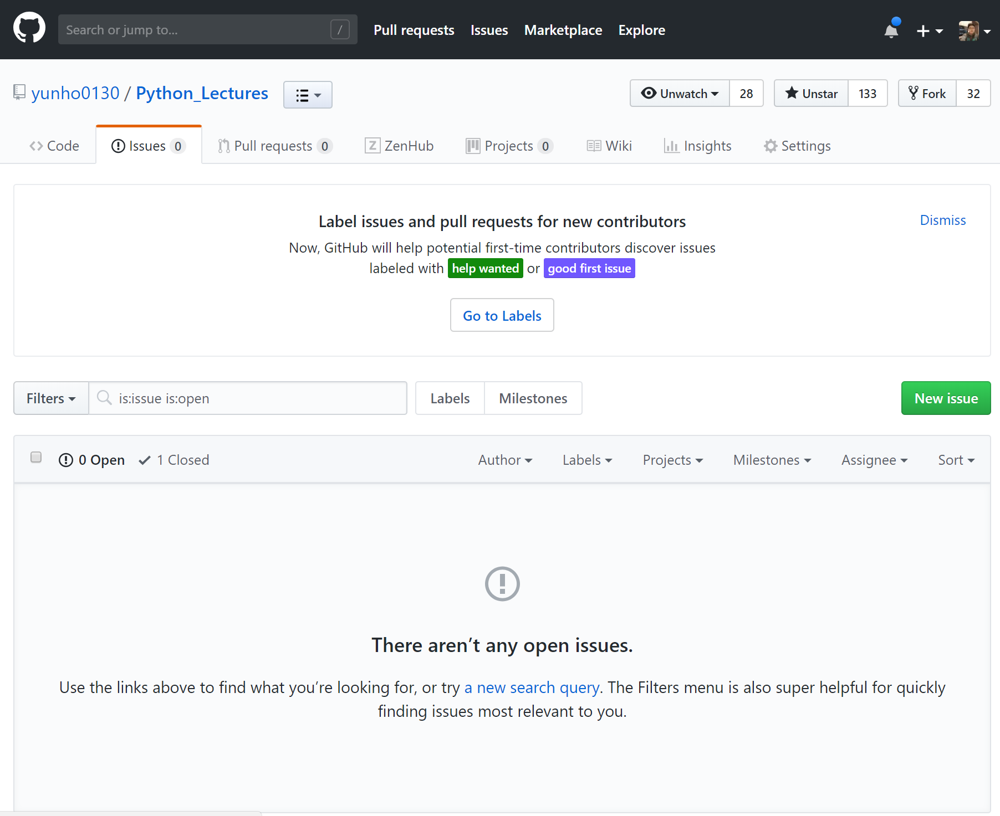 Search or jump to... /
Pull requests Issues Marketplace Explore
yunho0130 / Python_Lectures
Unwatch 28 Unstar 133 Fork 32
Code Issues 0 Pull requests 0 Z ZenHub Projects 0 Wiki Insights Settings
Label issues and pull requests for new contributors
Dismiss
Now, GitHub will help potential first-time contributors discover issues
labeled with help wanted or good first issue
Go to Labels
Filters is:issue is:open Labels Milestones New issue
0 Open 1 Closed Author Labels Projects Milestones Assignee Sort
There aren’t any open issues.
Use the links above to find what you’re looking for, or try a new search query. The Filters menu is also super helpful for quickly
finding issues most relevant to you.